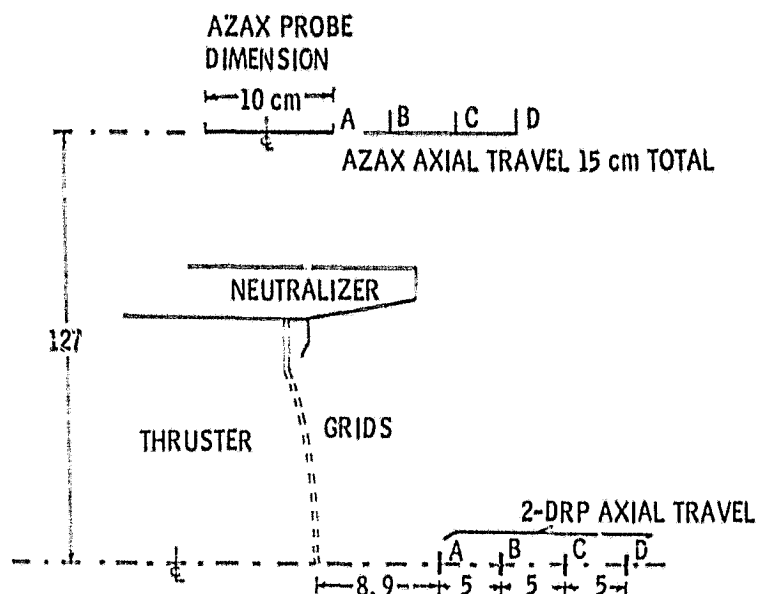 AZAX PROBE
DIMENSION
10 cm
A B C D
℄
AZAX AXIAL TRAVEL 15 cm TOTAL
NEUTRALIZER
127
THRUSTER
GRIDS
2-DRP AXIAL TRAVEL
A B C D
℄
8.9 5 5 5